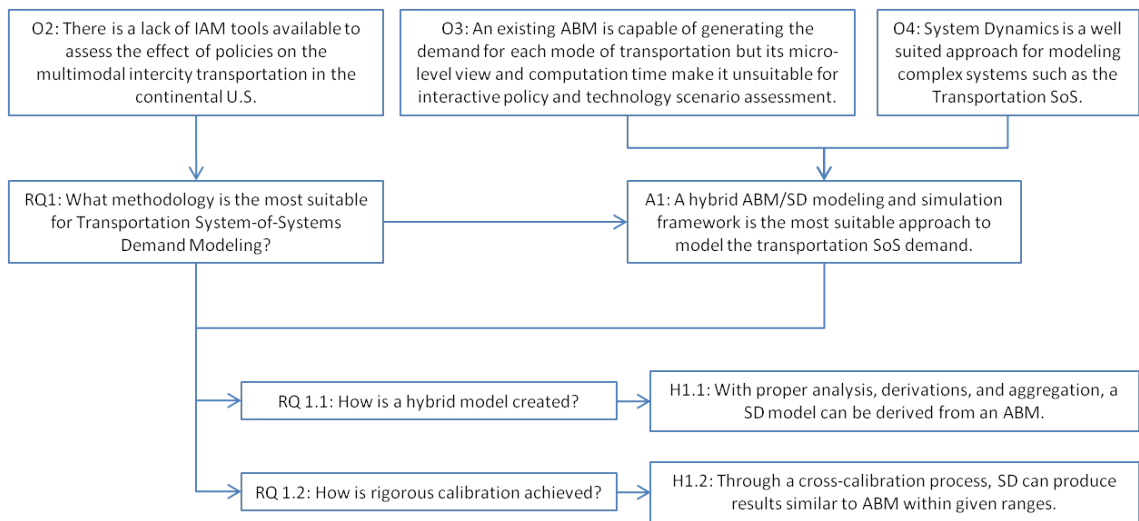 O2: There is a lack of IAM tools available to
assess the effect of policies on the
multimodal intercity transportation in the
continental U.S.
O3: An existing ABM is capable of generating the
demand for each mode of transportation but its micro-
level view and computation time make it unsuitable for
interactive policy and technology scenario assessment.
O4: System Dynamics is a well
suited approach for modeling
complex systems such as the
Transportation SoS.
RQ1: What methodology is the most suitable
for Transportation System-of-Systems
Demand Modeling?
A1: A hybrid ABM/SD modeling and simulation
framework is the most suitable approach to
model the transportation SoS demand.
RQ 1.1: How is a hybrid model created?
H1.1: With proper analysis, derivations, and aggregation, a
SD model can be derived from an ABM.
RQ 1.2: How is rigorous calibration achieved?
H1.2: Through a cross-calibration process, SD can produce
results similar to ABM within given ranges.